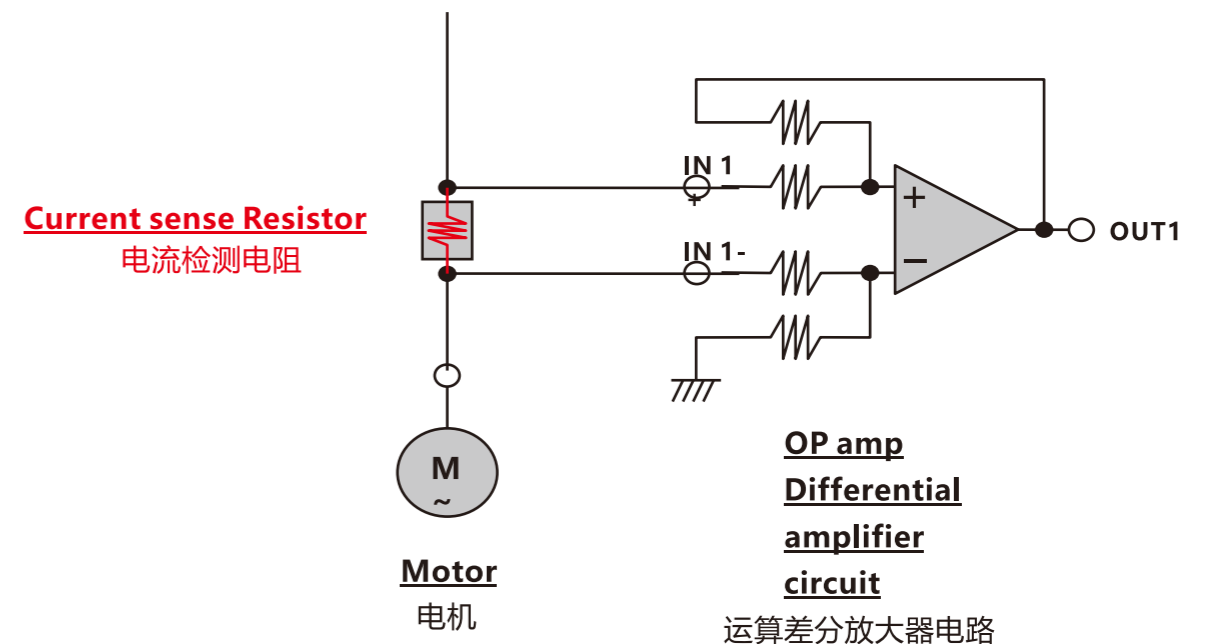 IN 1
+
Current sense Resistor
电流检测电阻
+
IN 1-
−
OUT1
M
~
OP amp
Differential
amplifier
circuit
运算差分放大器电路
Motor
电机